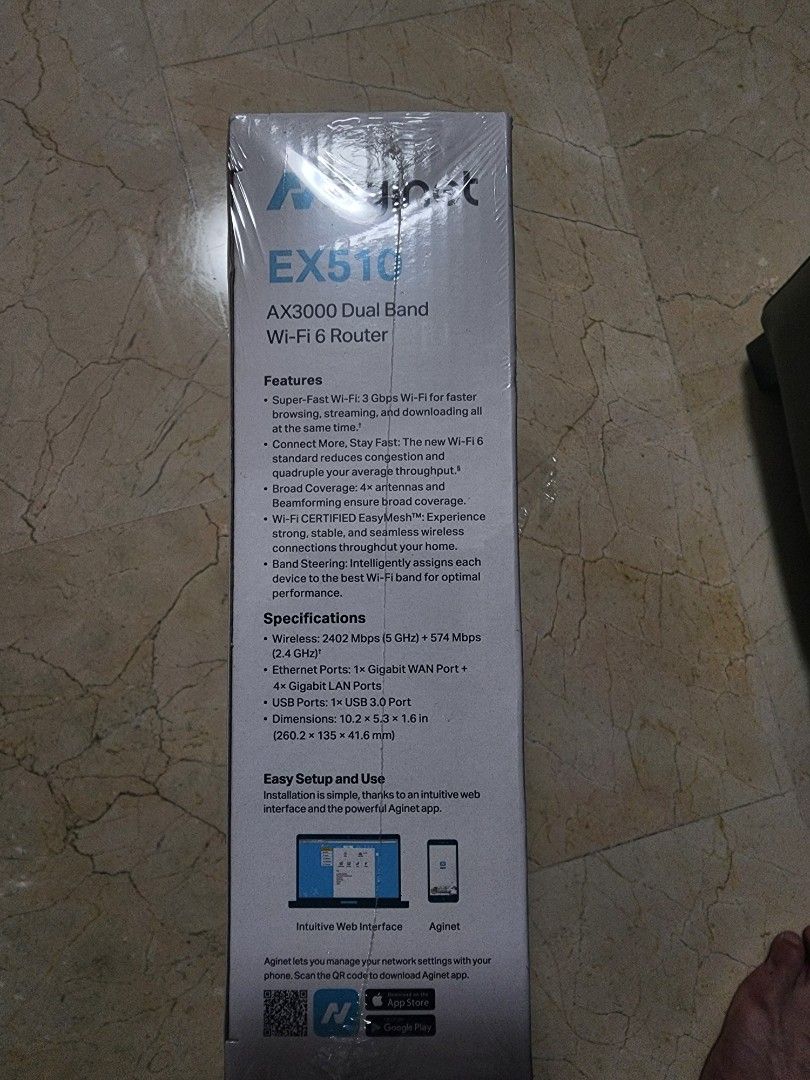 Aginet
EX510
AX3000 Dual Band
Wi-Fi 6 Router
Features
• Super-Fast Wi-Fi: 3 Gbps Wi-Fi for faster
browsing, streaming, and downloading all
at the same time.†
• Connect More, Stay Fast: The new Wi-Fi 6
standard reduces congestion and
quadruple your average throughput.§
• Broad Coverage: 4× antennas and
Beamforming ensure broad coverage.
• Wi-Fi CERTIFIED EasyMesh™: Experience
strong, stable, and seamless wireless
connections throughout your home.
• Band Steering: Intelligently assigns each
device to the best Wi-Fi band for optimal
performance.
Specifications
• Wireless: 2402 Mbps (5 GHz) + 574 Mbps
(2.4 GHz)†
• Ethernet Ports: 1× Gigabit WAN Port +
4× Gigabit LAN Ports
• USB Ports: 1× USB 3.0 Port
• Dimensions: 10.2 × 5.3 × 1.6 in
(260.2 × 135 × 41.6 mm)
Easy Setup and Use
Installation is simple, thanks to an intuitive web
interface and the powerful Aginet app.
Intuitive Web Interface
Aginet
Aginet lets you manage your network settings with your
phone. Scan the QR code to download Aginet app.
Download on the
App Store
Google Play